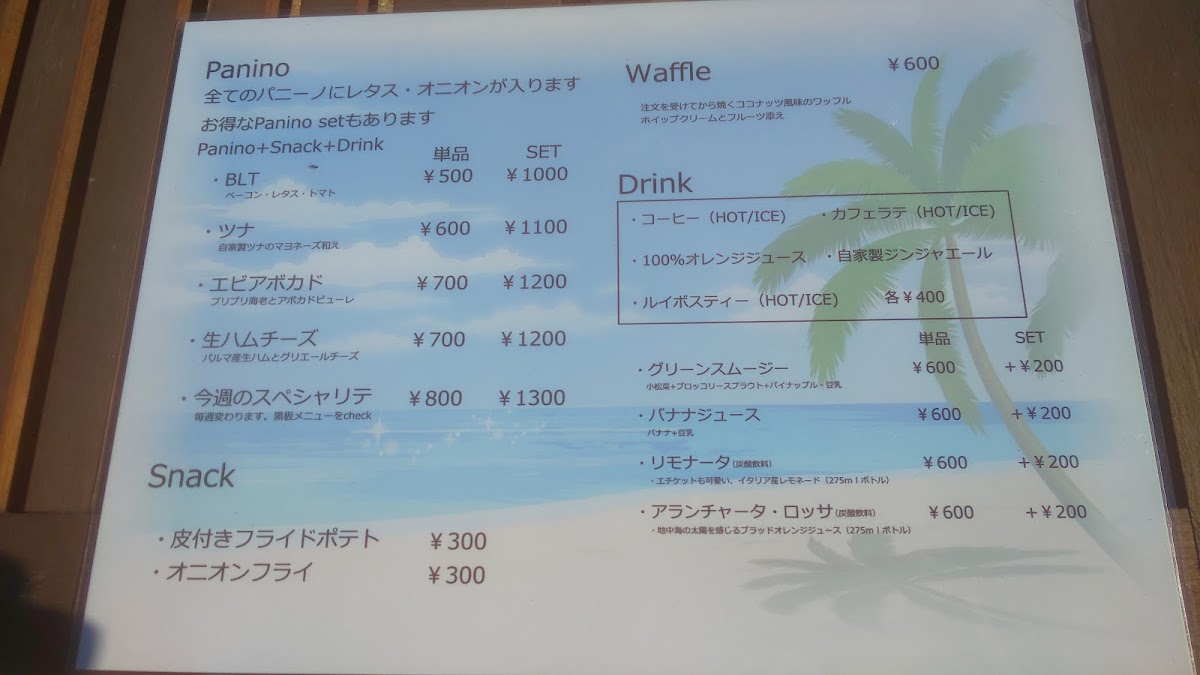 Panino
全てのパニーノにレタス・オニオンが入ります
お得なPanino setもあります
Panino+Snack+Drink
単品 SET
・BLT ￥500 ￥1000
ベーコン・レタス・トマト
・ツナ ￥600 ￥1100
自家製ツナのマヨネーズ和え
・エビアボカド ￥700 ￥1200
プリプリ海老とアボカドピューレ
・生ハムチーズ ￥700 ￥1200
パルマ産生ハムとグリエールチーズ
・今週のスペシャリテ ￥800 ￥1300
毎週変わります。黒板メニューをcheck
Snack
・皮付きフライドポテト ￥300
・オニオンフライ ￥300
Waffle ￥600
注文を受けてから焼くココナッツ風味のワッフル
ホイップクリームとフルーツ添え
Drink
・コーヒー（HOT/ICE) ・カフェラテ（HOT/ICE)
・100%オレンジジュース ・自家製ジンジャエール
・ルイボスティー（HOT/ICE) 各￥400
単品 SET
・グリーンスムージー ￥600 +￥200
小松菜+ブロッコリースプラウト+パイナップル・豆乳
・バナナジュース ￥600 +￥200
バナナ+豆乳
・リモナータ(炭酸飲料) ￥600 +￥200
・エチケットも可愛い、イタリア産レモネード（275mlボトル）
・アランチャータ・ロッサ(炭酸飲料) ￥600 +￥200
・地中海の太陽を感じるブラッドオレンジジュース（275mlボトル）